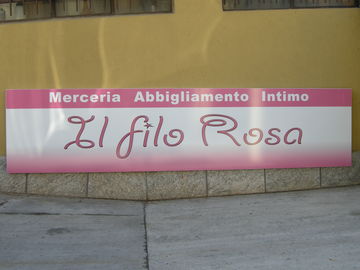 Merceria Abbigliamento Intimo
Il filo Rosa